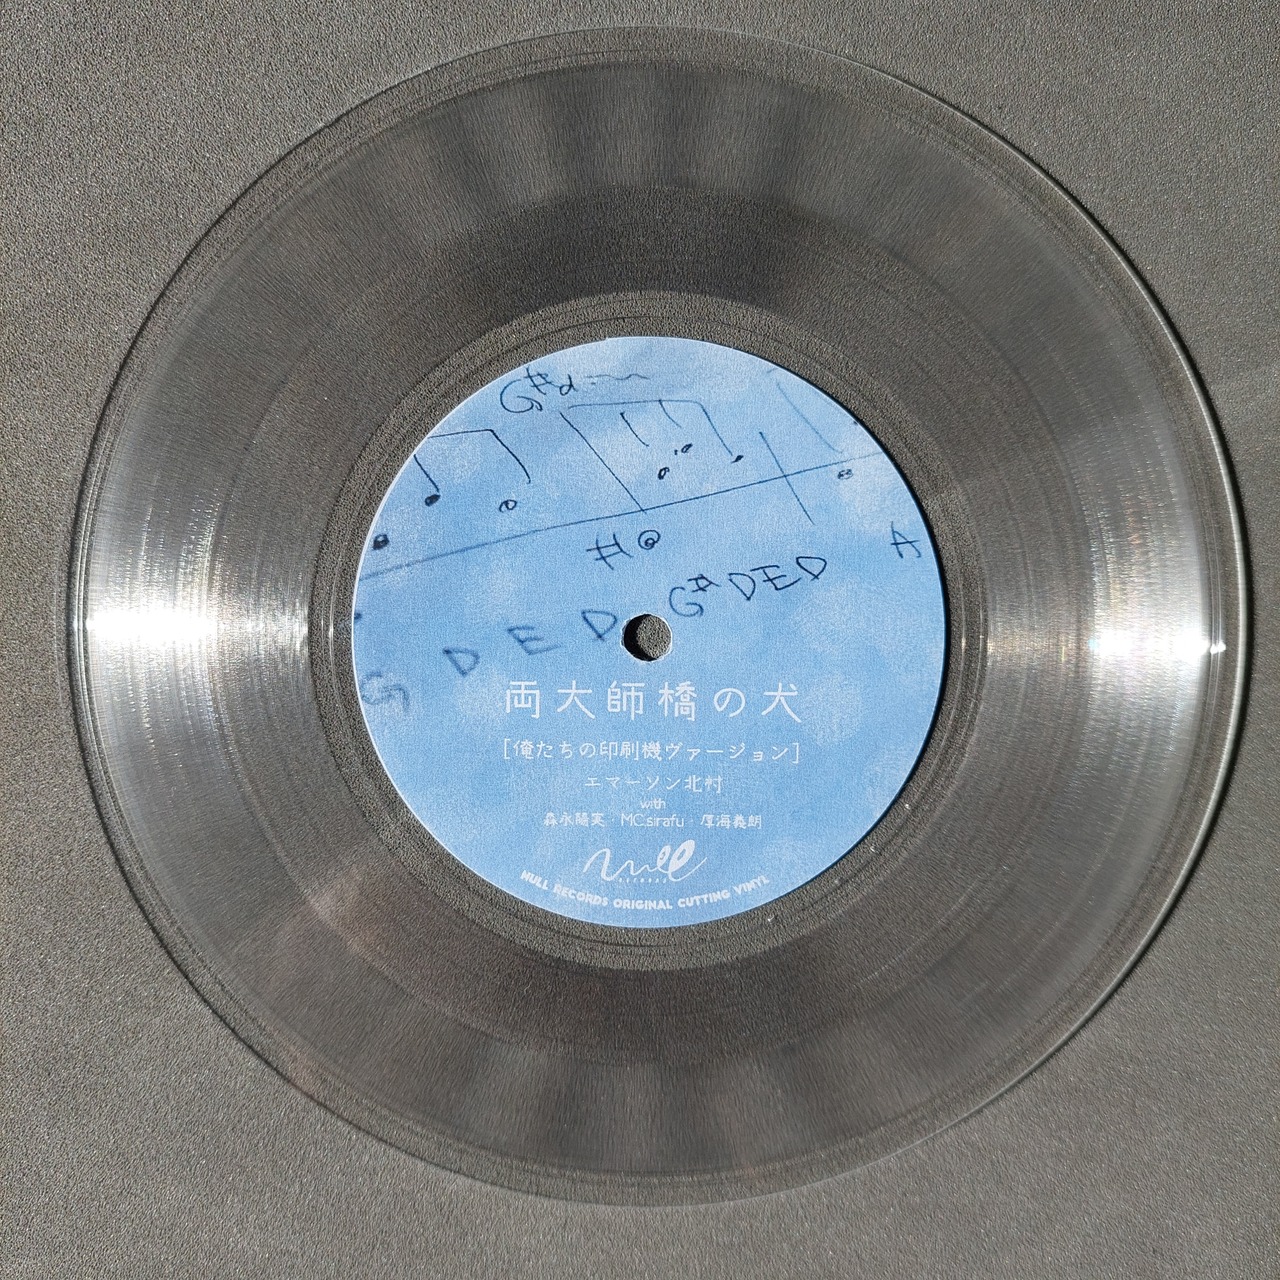 G#dim
#
G D E D G# D E D A
両大師橋の犬
[俺たちの印刷機ヴァージョン]
エマーソン北村
with
森永陽実・MC.sirafu・厚海義朗
null
RECORDS
NULL RECORDS ORIGINAL CUTTING VINYL